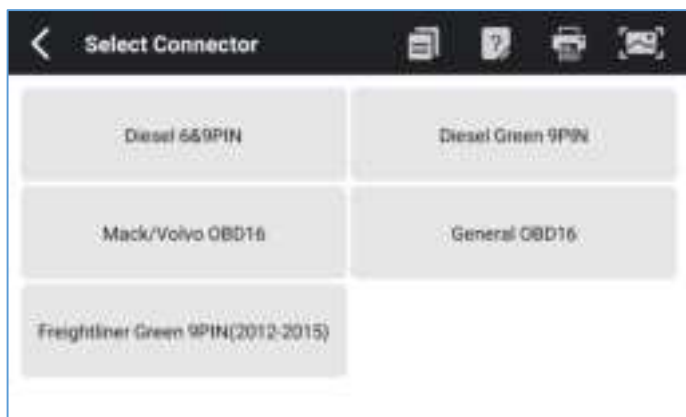 Select Connector
Diesel 6&9PIN
Diesel Green 9PIN
Mack/Volvo OBD16
General OBD16
Freightliner Green 9PIN(2012-2015)